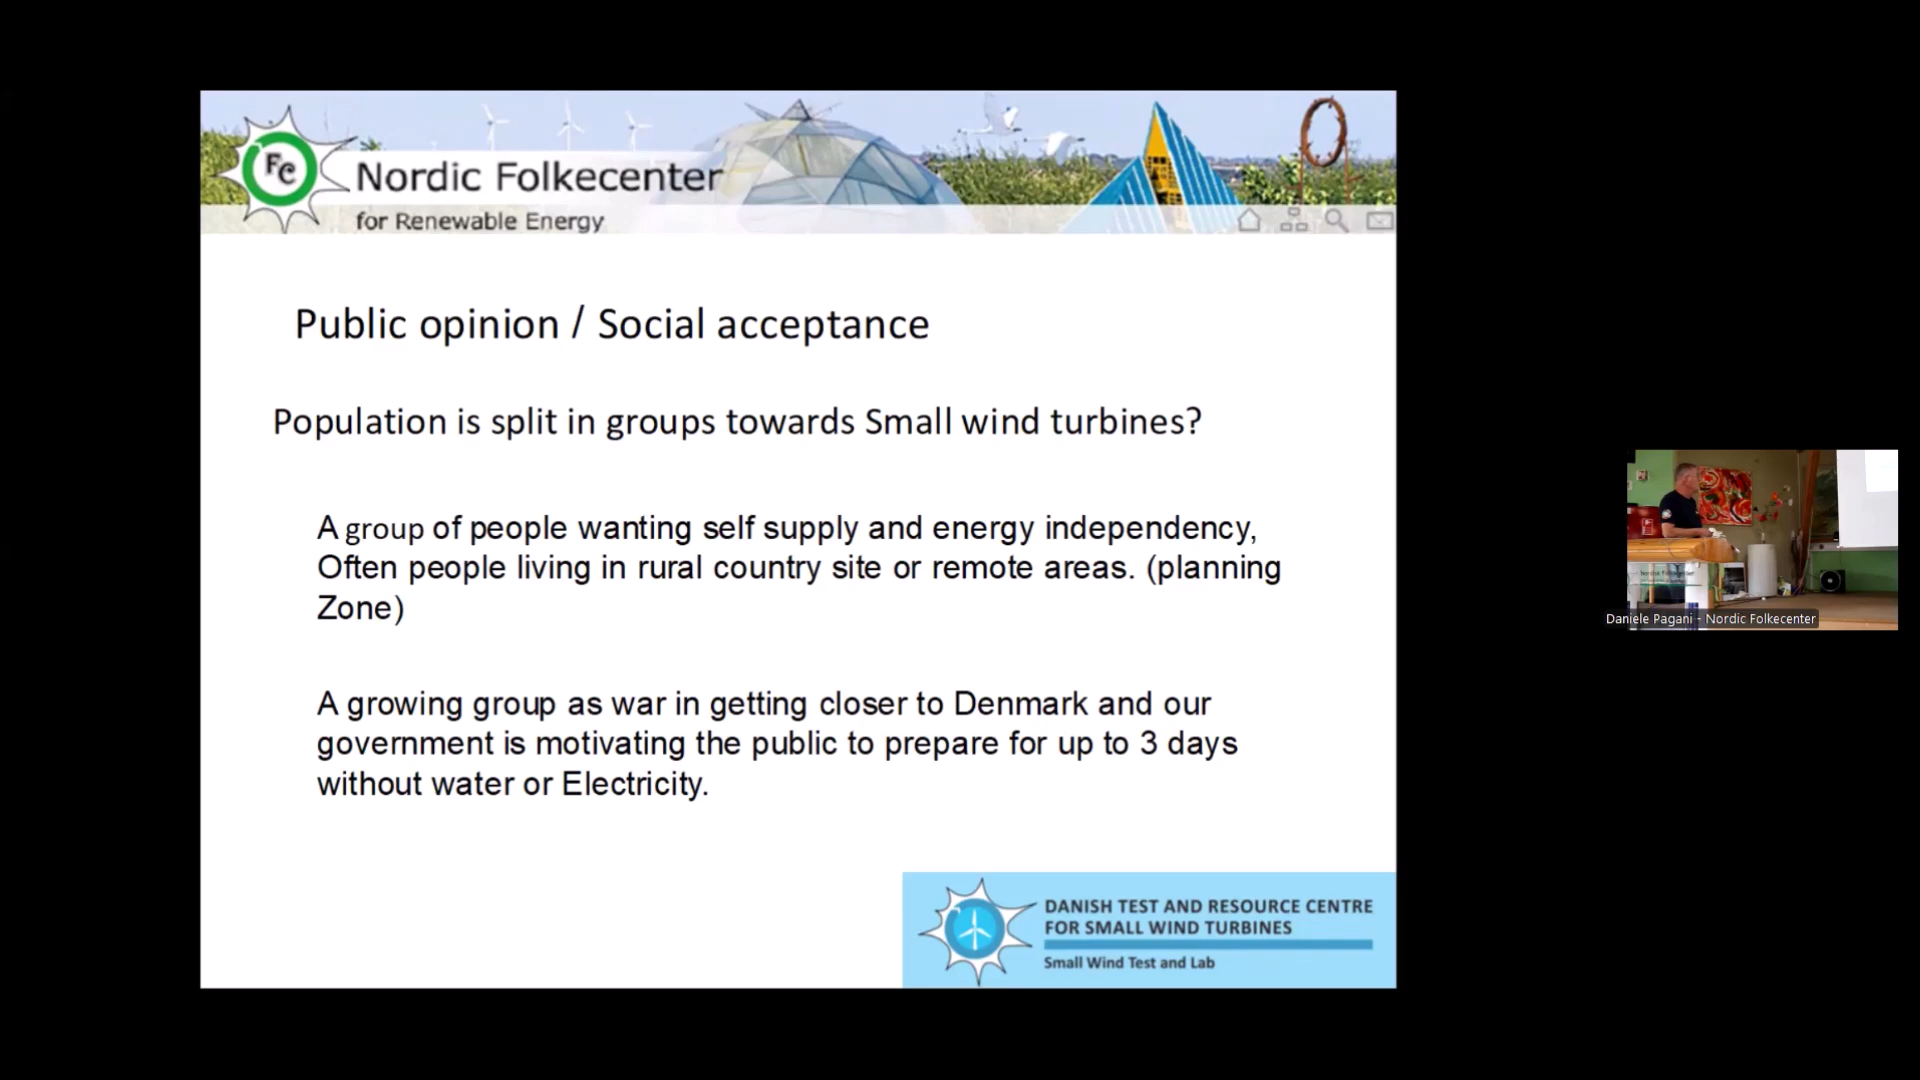 Fc
Nordic Folkecenter
for Renewable Energy
Public opinion / Social acceptance
Population is split in groups towards Small wind turbines?
A group of people wanting self supply and energy independency,
Often people living in rural country site or remote areas. (planning
Zone)
A growing group as war in getting closer to Denmark and our
government is motivating the public to prepare for up to 3 days
without water or Electricity.
DANISH TEST AND RESOURCE CENTRE
FOR SMALL WIND TURBINES
Small Wind Test and Lab
Nordic Folkecenter
Daniele Pagani - Nordic Folkecenter